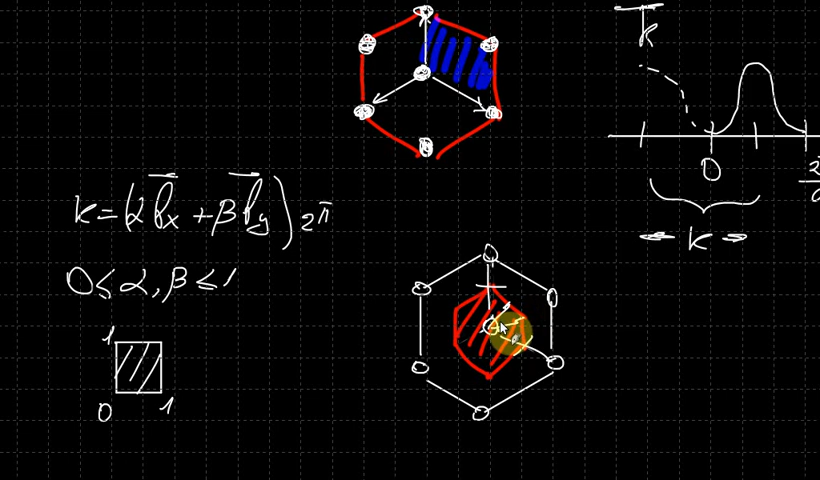 k
0
k = (α b⃗x + β b⃗y) 2π
← k →
0 ≤ α, β ≤ 1
1
0 1